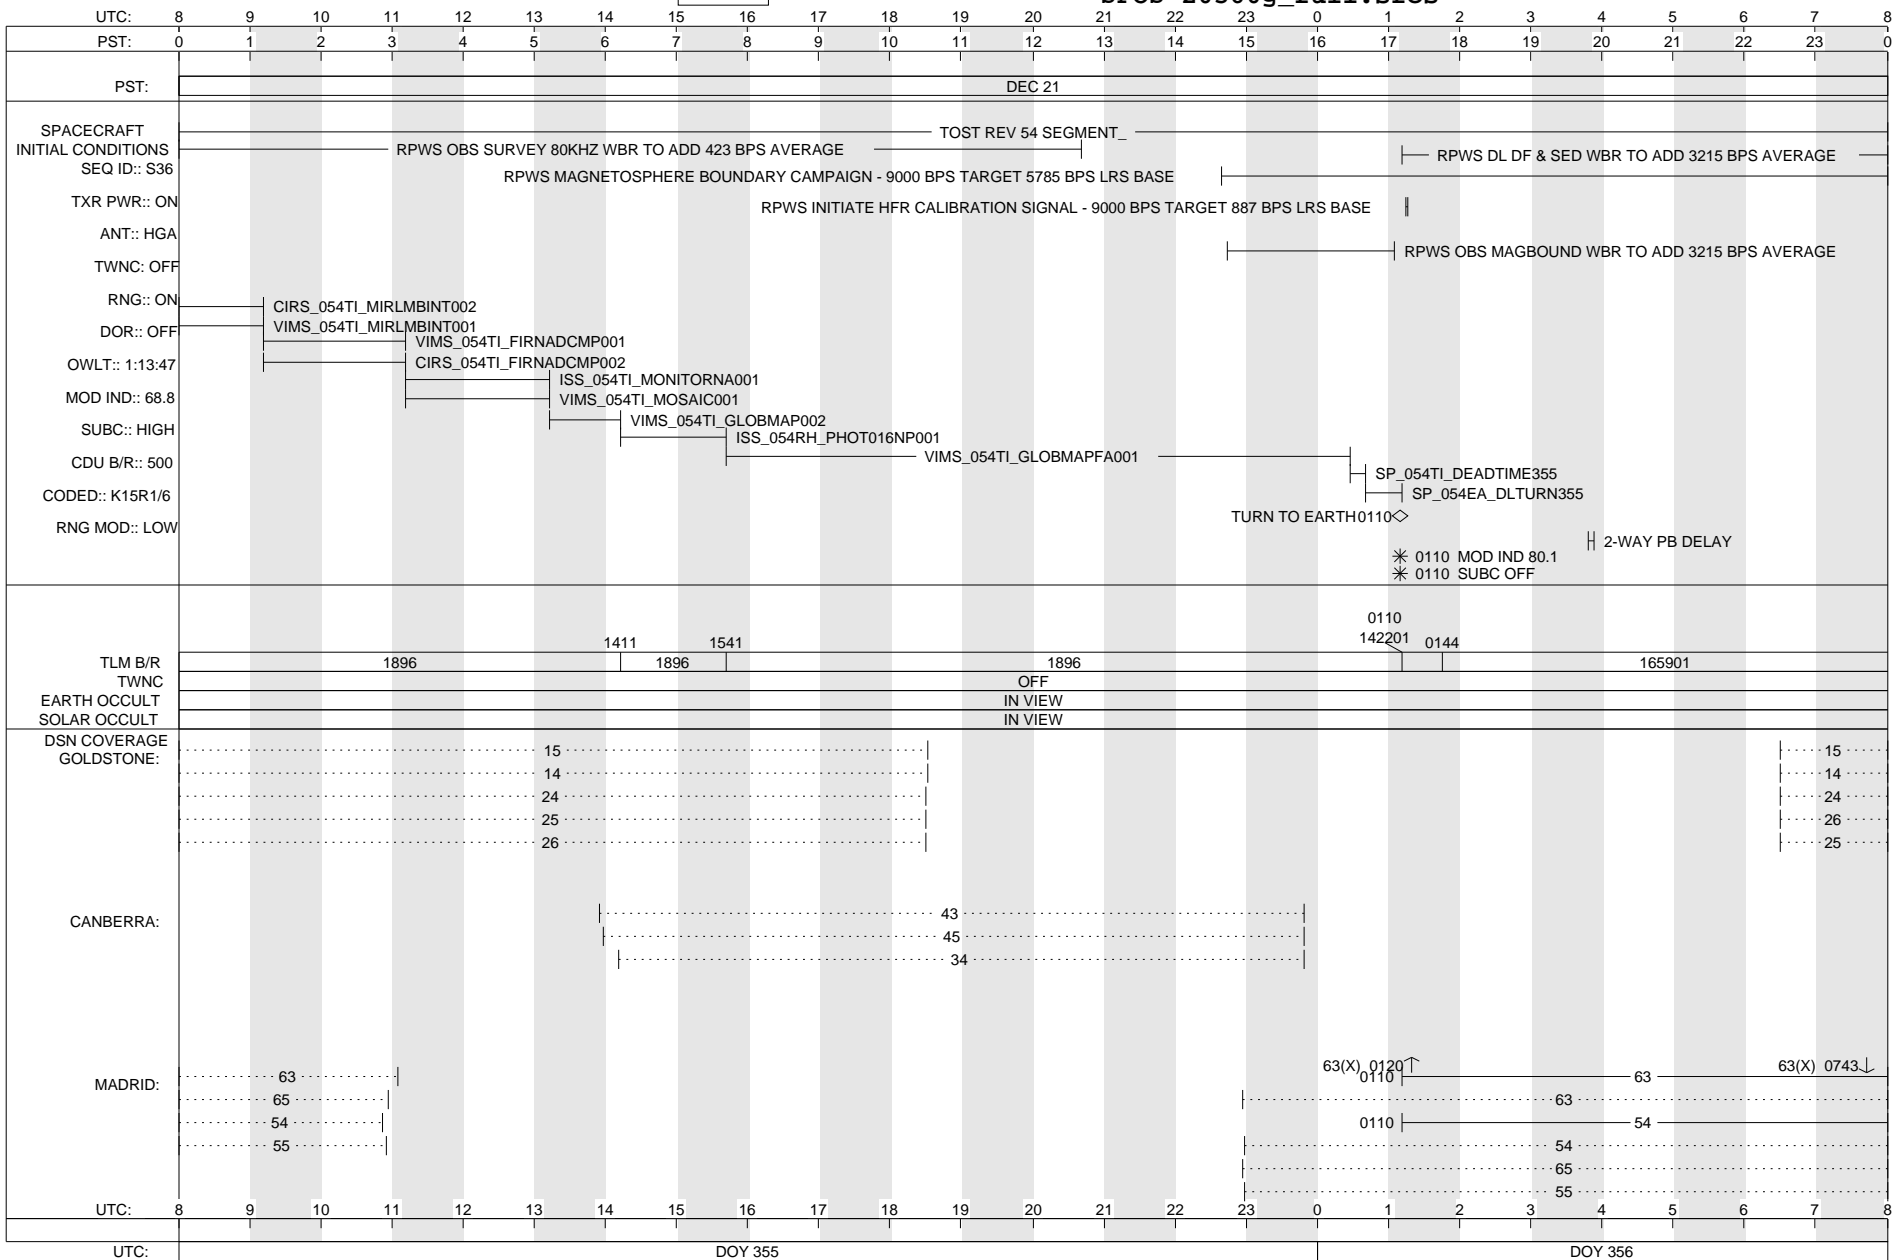 UTC: 8 9 10 11 12 13 14 15 16 17 18 19 20 21 22 23 0 1 2 3 4 5 6 7 8
PST: 0 1 2 3 4 5 6 7 8 9 10 11 12 13 14 15 16 17 18 19 20 21 22 23 0
PST: DEC 21
SPACECRAFT
INITIAL CONDITIONS
SEQ ID:: S36
TXR PWR:: ON
ANT:: HGA
TWNC: OFF
RNG:: ON
DOR:: OFF
OWLT:: 1:13:47
MOD IND:: 68.8
SUBC:: HIGH
CDU B/R:: 500
CODED:: K15R1/6
RNG MOD:: LOW
TOST REV 54 SEGMENT_
RPWS OBS SURVEY 80KHZ WBR TO ADD 423 BPS AVERAGE
RPWS DL DF & SED WBR TO ADD 3215 BPS AVERAGE
RPWS MAGNETOSPHERE BOUNDARY CAMPAIGN - 9000 BPS TARGET 5785 BPS LRS BASE
RPWS INITIATE HFR CALIBRATION SIGNAL - 9000 BPS TARGET 887 BPS LRS BASE
RPWS OBS MAGBOUND WBR TO ADD 3215 BPS AVERAGE
CIRS_054TI_MIRLMBINT002
VIMS_054TI_MIRLMBINT001
VIMS_054TI_FIRNADCMP001
CIRS_054TI_FIRNADCMP002
ISS_054TI_MONITORNA001
VIMS_054TI_MOSAIC001
VIMS_054TI_GLOBMAP002
ISS_054RH_PHOT016NP001
VIMS_054TI_GLOBMAPFA001
SP_054TI_DEADTIME355
SP_054EA_DLTURN355
TURN TO EARTH 0110
2-WAY PB DELAY
0110 MOD IND 80.1
0110 SUBC OFF
0110
1411 1541 142201 0144
TLM B/R 1896 1896 1896 165901
TWNC OFF
EARTH OCCULT IN VIEW
SOLAR OCCULT IN VIEW
DSN COVERAGE
GOLDSTONE:
15 15
14 14
24 24
25 26
26 25
CANBERRA:
43
45
34
MADRID:
63(X) 0120 63(X) 0743
63 0110 63
65 63
54 0110 54
55 54
65
55
UTC: 8 9 10 11 12 13 14 15 16 17 18 19 20 21 22 23 0 1 2 3 4 5 6 7 8
UTC: DOY 355 DOY 356